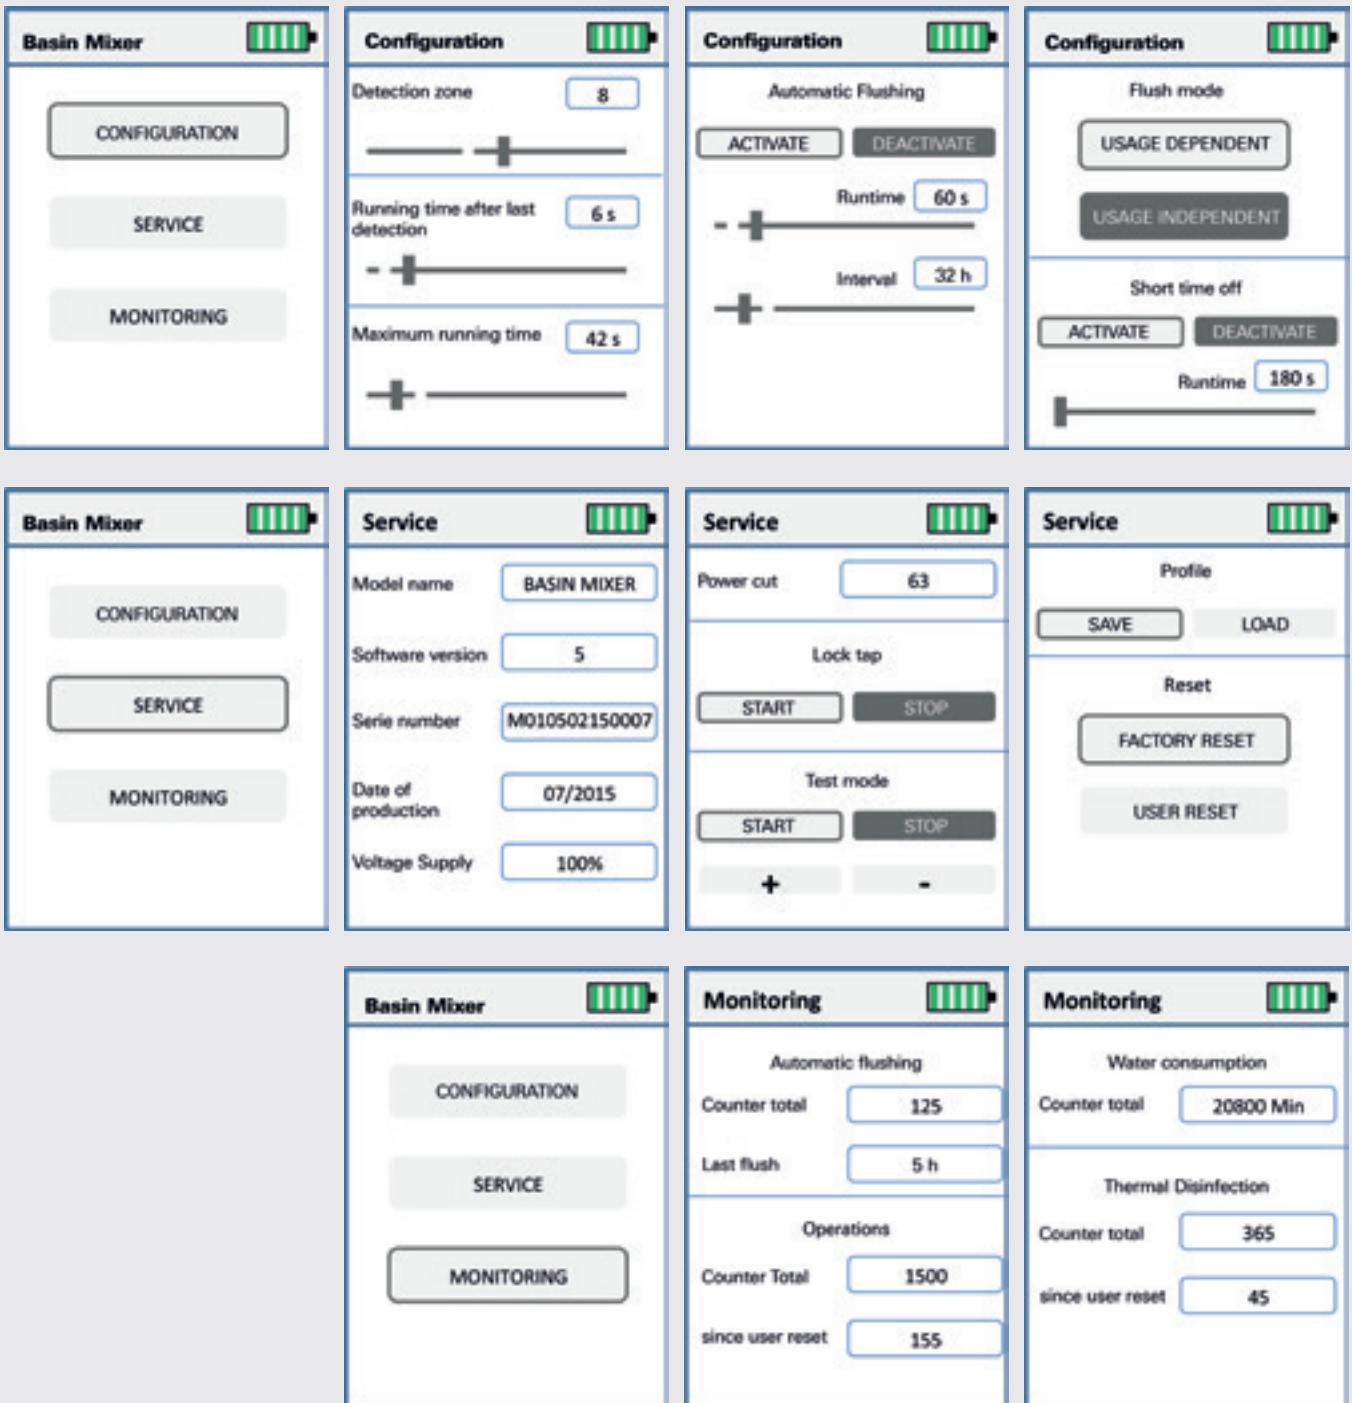 Basin Mixer
CONFIGURATION
SERVICE
MONITORING
Configuration
Detection zone
8
Running time after last
detection
6 s
Maximum running time
42 s
Configuration
Automatic Flushing
ACTIVATE
DEACTIVATE
Runtime
60 s
Interval
32 h
Configuration
Flush mode
USAGE DEPENDENT
USAGE INDEPENDENT
Short time off
ACTIVATE
DEACTIVATE
Runtime
180 s
Basin Mixer
CONFIGURATION
SERVICE
MONITORING
Service
Model name
BASIN MIXER
Software version
5
Serie number
M010502150007
Date of
production
07/2015
Voltage Supply
100%
Service
Power cut
63
Lock tap
START
STOP
Test mode
START
STOP
+
-
Service
Profile
SAVE
LOAD
Reset
FACTORY RESET
USER RESET
Basin Mixer
CONFIGURATION
SERVICE
MONITORING
Monitoring
Automatic flushing
Counter total
125
Last flush
5 h
Operations
Counter Total
1500
since user reset
155
Monitoring
Water consumption
Counter total
20800 Min
Thermal Disinfection
Counter total
365
since user reset
45